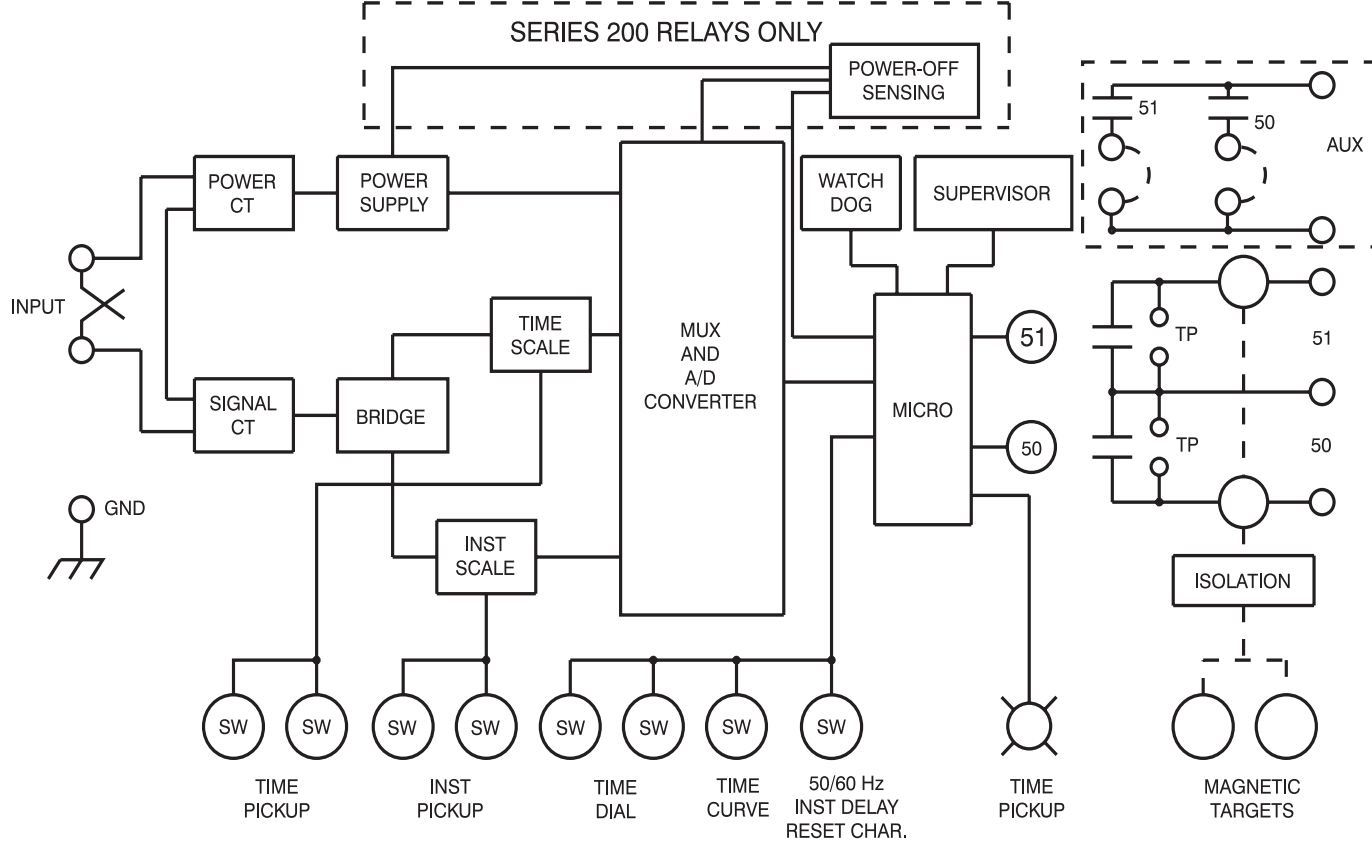 SERIES 200 RELAYS ONLY
POWER-OFF
SENSING
51
50
AUX
POWER
CT
POWER
SUPPLY
WATCH
DOG
SUPERVISOR
INPUT
TIME
SCALE
MUX
AND
A/D
CONVERTER
51
TP
51
SIGNAL
CT
BRIDGE
MICRO
50
TP
50
GND
INST
SCALE
ISOLATION
SW
SW
SW
SW
SW
SW
SW
SW
TIME
PICKUP
INST
PICKUP
TIME
DIAL
TIME
CURVE
50/60 Hz
INST DELAY
RESET CHAR.
TIME
PICKUP
MAGNETIC
TARGETS